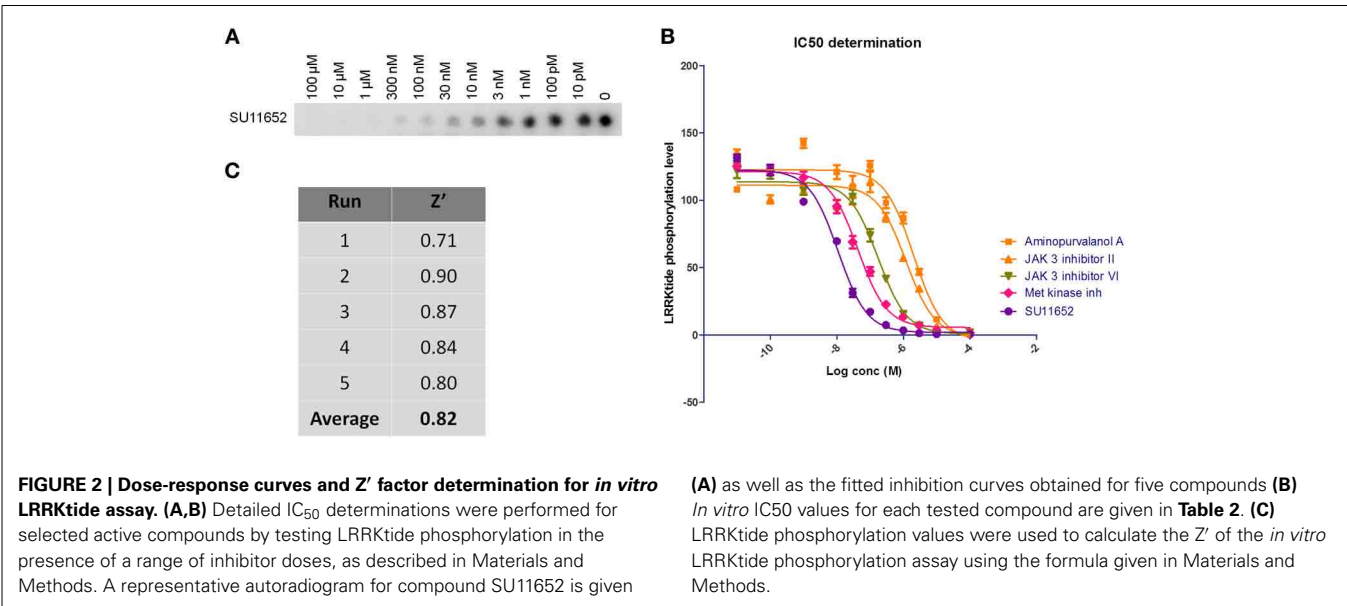 A
100 µM
10 µM
1 µM
300 nM
100 nM
30 nM
10 nM
3 nM
1 nM
100 pM
10 pM
0
SU11652
B
IC50 determination
200
150
100
50
0
-50
LRRKtide phosphorylation level
-10
-8
-6
-4
-2
Log conc (M)
Aminopurvalanol A
JAK 3 inhibitor II
JAK 3 inhibitor VI
Met kinase inh
SU11652
C
Run Z′
1 0.71
2 0.90
3 0.87
4 0.84
5 0.80
Average 0.82
FIGURE 2 | Dose-response curves and Z′ factor determination for in vitro
LRRKtide assay. (A,B) Detailed IC50 determinations were performed for
selected active compounds by testing LRRKtide phosphorylation in the
presence of a range of inhibitor doses, as described in Materials and
Methods. A representative autoradiogram for compound SU11652 is given
(A) as well as the fitted inhibition curves obtained for five compounds (B)
In vitro IC50 values for each tested compound are given in Table 2. (C)
LRRKtide phosphorylation values were used to calculate the Z′ of the in vitro
LRRKtide phosphorylation assay using the formula given in Materials and
Methods.